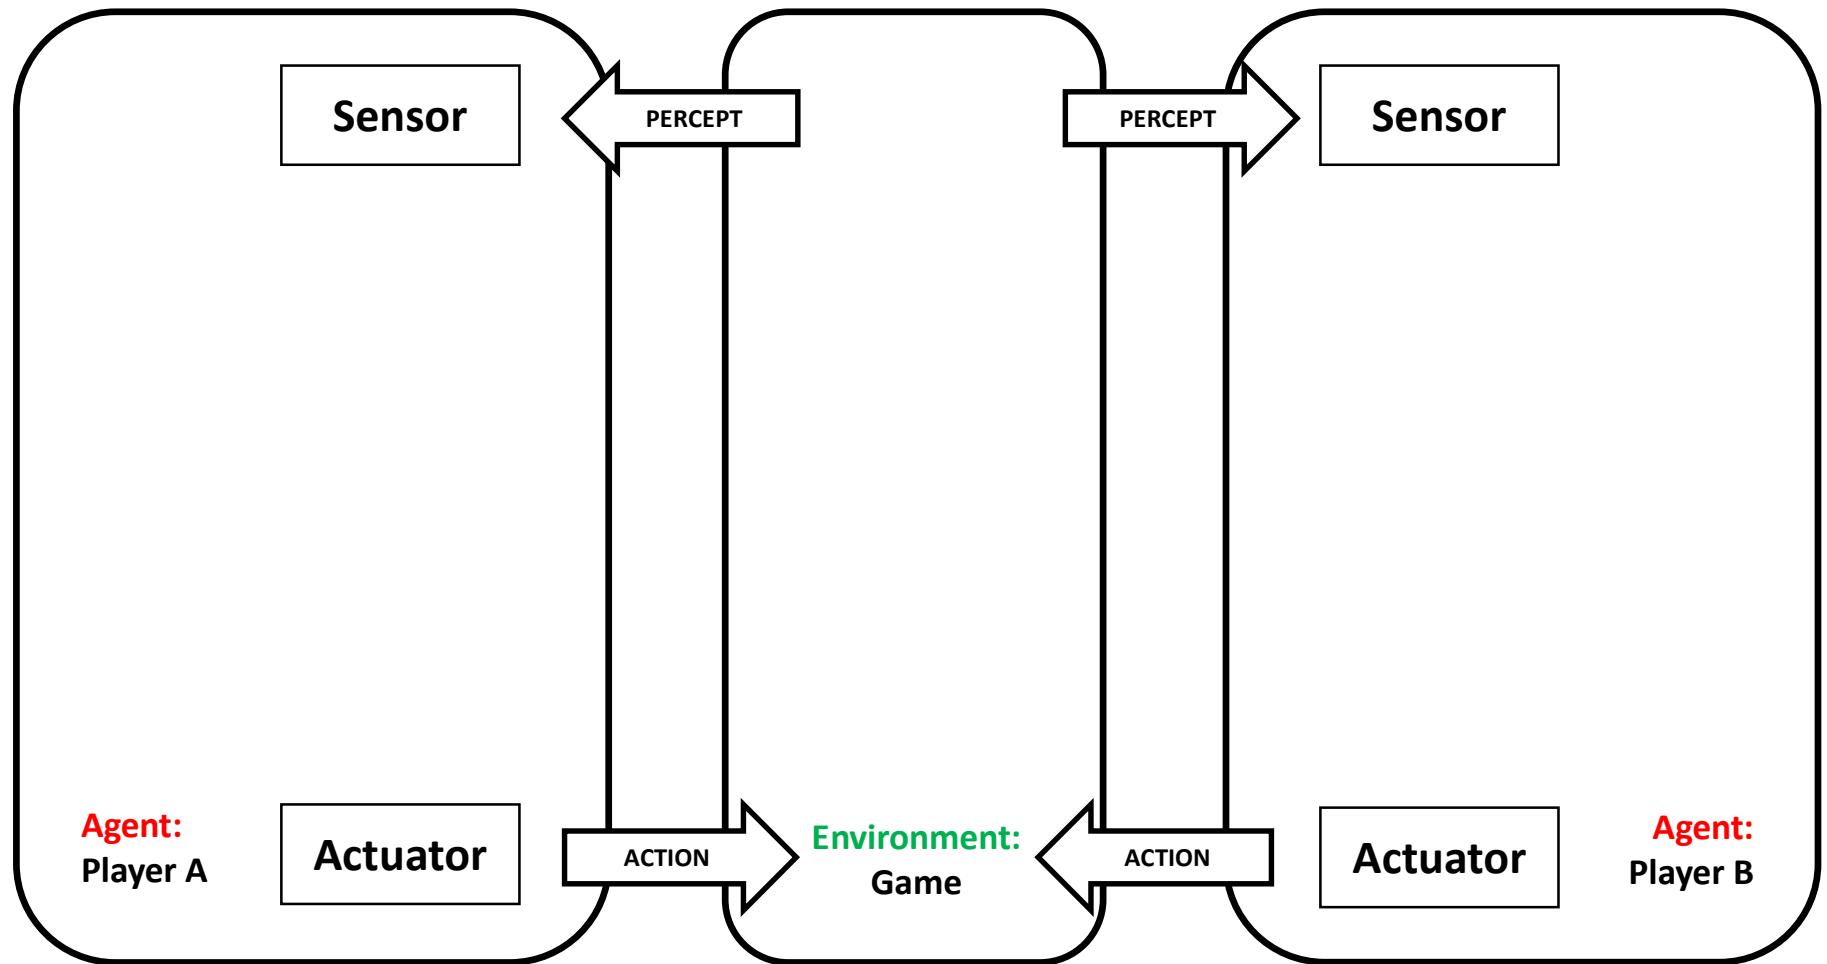 Sensor
PERCEPT
PERCEPT
Sensor
Agent:
Player A
Actuator
ACTION
Environment:
Game
ACTION
Actuator
Agent:
Player B